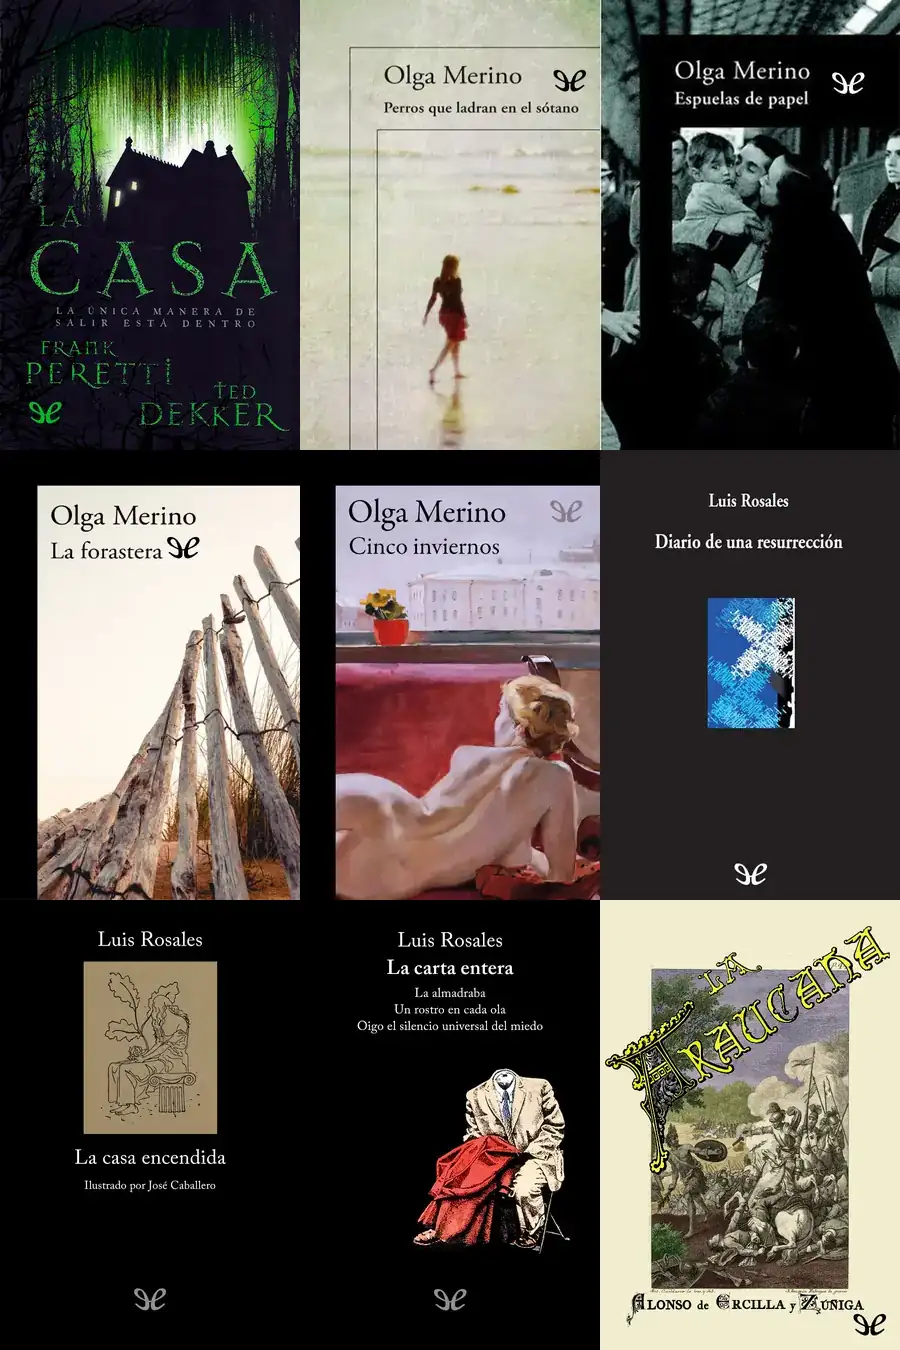 LA
CASA
LA ÚNICA MANERA DE
SALIR ESTÁ DENTRO
FRANK
PERETTI
TED
DEKKER
Olga Merino
Perros que ladran en el sótano
Olga Merino
Espuelas de papel
Olga Merino
La forastera
Olga Merino
Cinco inviernos
Luis Rosales
Diario de una resurrección
Luis Rosales
La casa encendida
Ilustrado por José Caballero
Luis Rosales
La carta entera
La almadraba
Un rostro en cada ola
Oigo el silencio universal del miedo
LA
ARAUCANA
ALONSO de ERCILLA y ZÚÑIGA